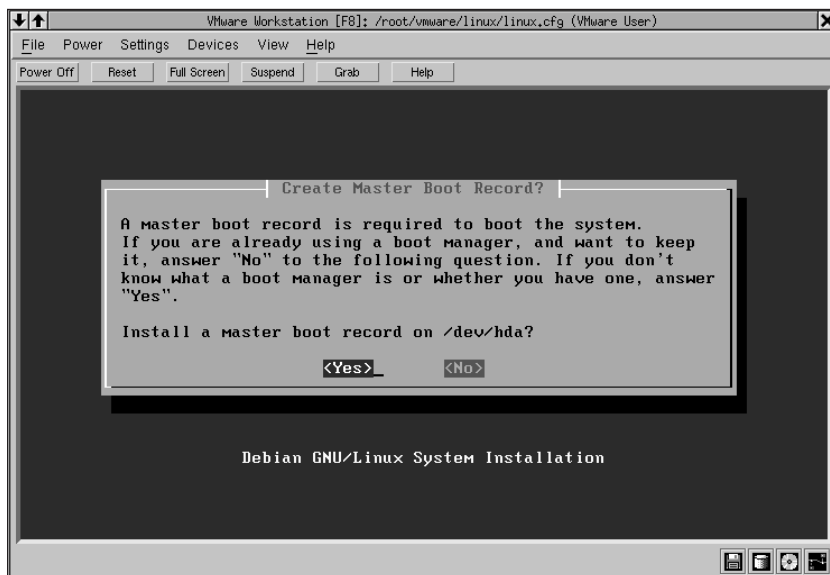 VMware Workstation [F8]: /root/vmware/linux/linux.cfg (VMware User)
File Power Settings Devices View Help
Power Off Reset Full Screen Suspend Grab Help
Create Master Boot Record?
A master boot record is required to boot the system.
If you are already using a boot manager, and want to keep
it, answer "No" to the following question. If you don't
know what a boot manager is or whether you have one, answer
"Yes".
Install a master boot record on /dev/hda?
<Yes> <No>
Debian GNU/Linux System Installation